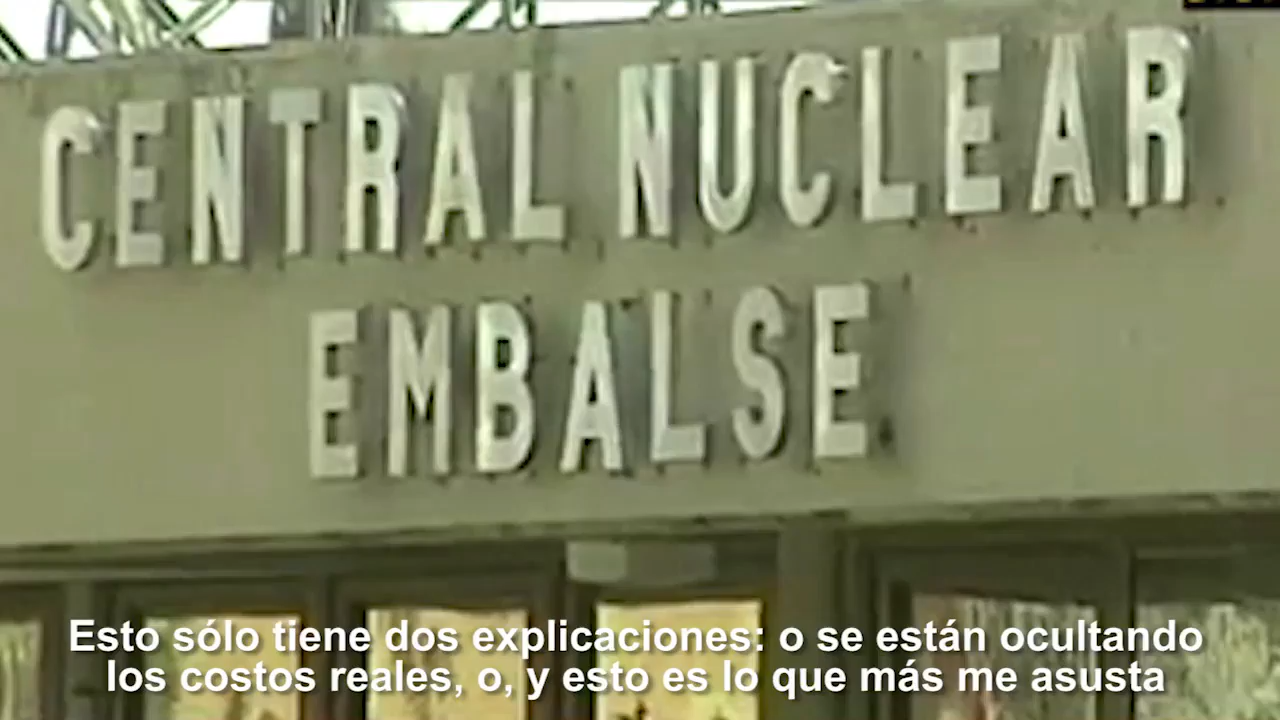 CENTRAL NUCLEAR
EMBALSE
Esto sólo tiene dos explicaciones: o se están ocultando
los costos reales, o, y esto es lo que más me asusta